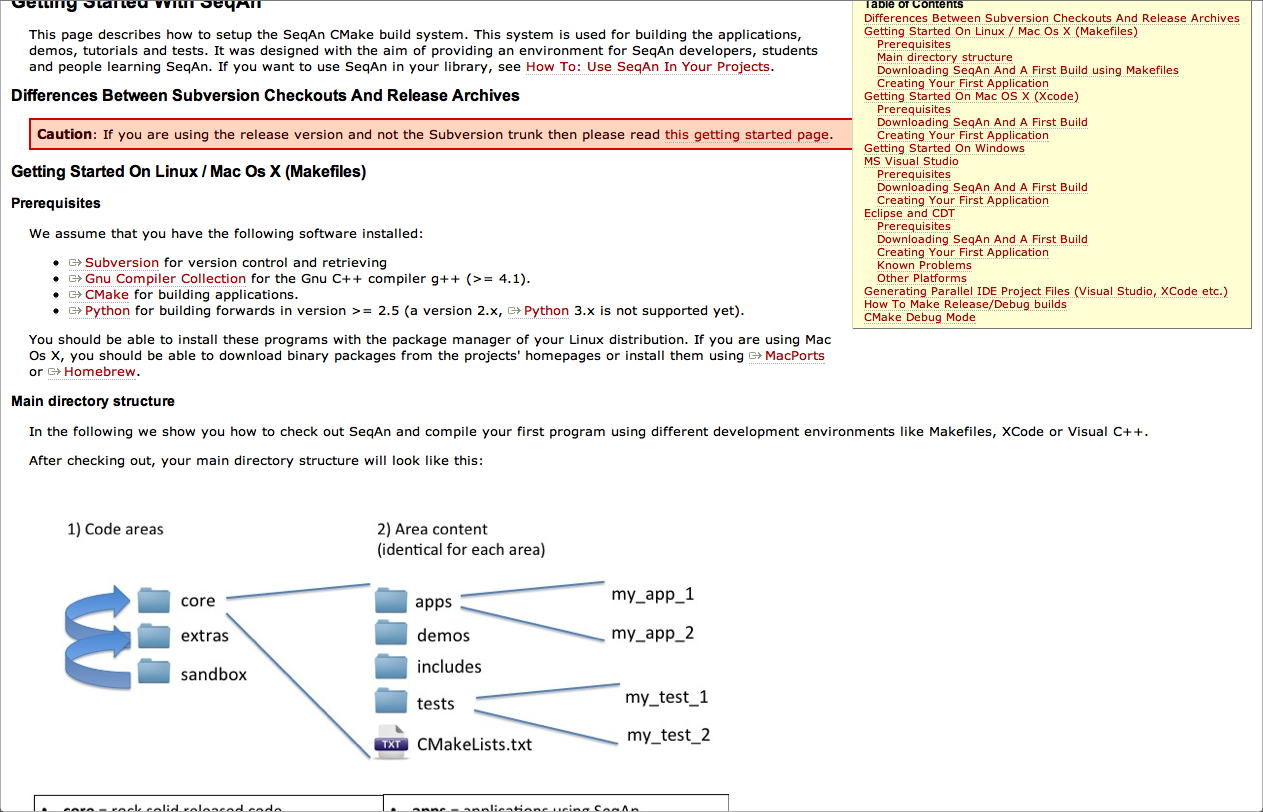 Getting Started With SeqAn
This page describes how to setup the SeqAn CMake build system. This system is used for building the applications,
demos, tutorials and tests. It was designed with the aim of providing an environment for SeqAn developers, students
and people learning SeqAn. If you want to use SeqAn in your library, see How To: Use SeqAn In Your Projects.
Differences Between Subversion Checkouts And Release Archives
Caution: If you are using the release version and not the Subversion trunk then please read this getting started page.
Getting Started On Linux / Mac Os X (Makefiles)
Prerequisites
We assume that you have the following software installed:
• Subversion for version control and retrieving
• Gnu Compiler Collection for the Gnu C++ compiler g++ (>= 4.1).
• CMake for building applications.
• Python for building forwards in version >= 2.5 (a version 2.x, Python 3.x is not supported yet).
You should be able to install these programs with the package manager of your Linux distribution. If you are using Mac
Os X, you should be able to download binary packages from the projects' homepages or install them using MacPorts
or Homebrew.
Main directory structure
In the following we show you how to check out SeqAn and compile your first program using different development environments like Makefiles, XCode or Visual C++.
After checking out, your main directory structure will look like this:
Table of Contents
Differences Between Subversion Checkouts And Release Archives
Getting Started On Linux / Mac Os X (Makefiles)
Prerequisites
Main directory structure
Downloading SeqAn And A First Build using Makefiles
Creating Your First Application
Getting Started On Mac OS X (Xcode)
Prerequisites
Downloading SeqAn And A First Build
Creating Your First Application
Getting Started On Windows
MS Visual Studio
Prerequisites
Downloading SeqAn And A First Build
Creating Your First Application
Eclipse and CDT
Prerequisites
Downloading SeqAn And A First Build
Creating Your First Application
Known Problems
Other Platforms
Generating Parallel IDE Project Files (Visual Studio, XCode etc.)
How To Make Release/Debug builds
CMake Debug Mode
1) Code areas
core
extras
sandbox
2) Area content
(identical for each area)
apps
demos
includes
tests
TXT CMakeLists.txt
my_app_1
my_app_2
my_test_1
my_test_2
• core = rock solid released code
• apps = applications using SeqAn